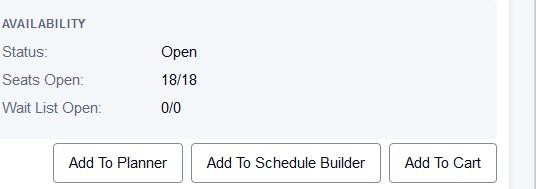 AVAILABILITY
Status: Open
Seats Open: 18/18
Wait List Open: 0/0
Add To Planner Add To Schedule Builder Add To Cart